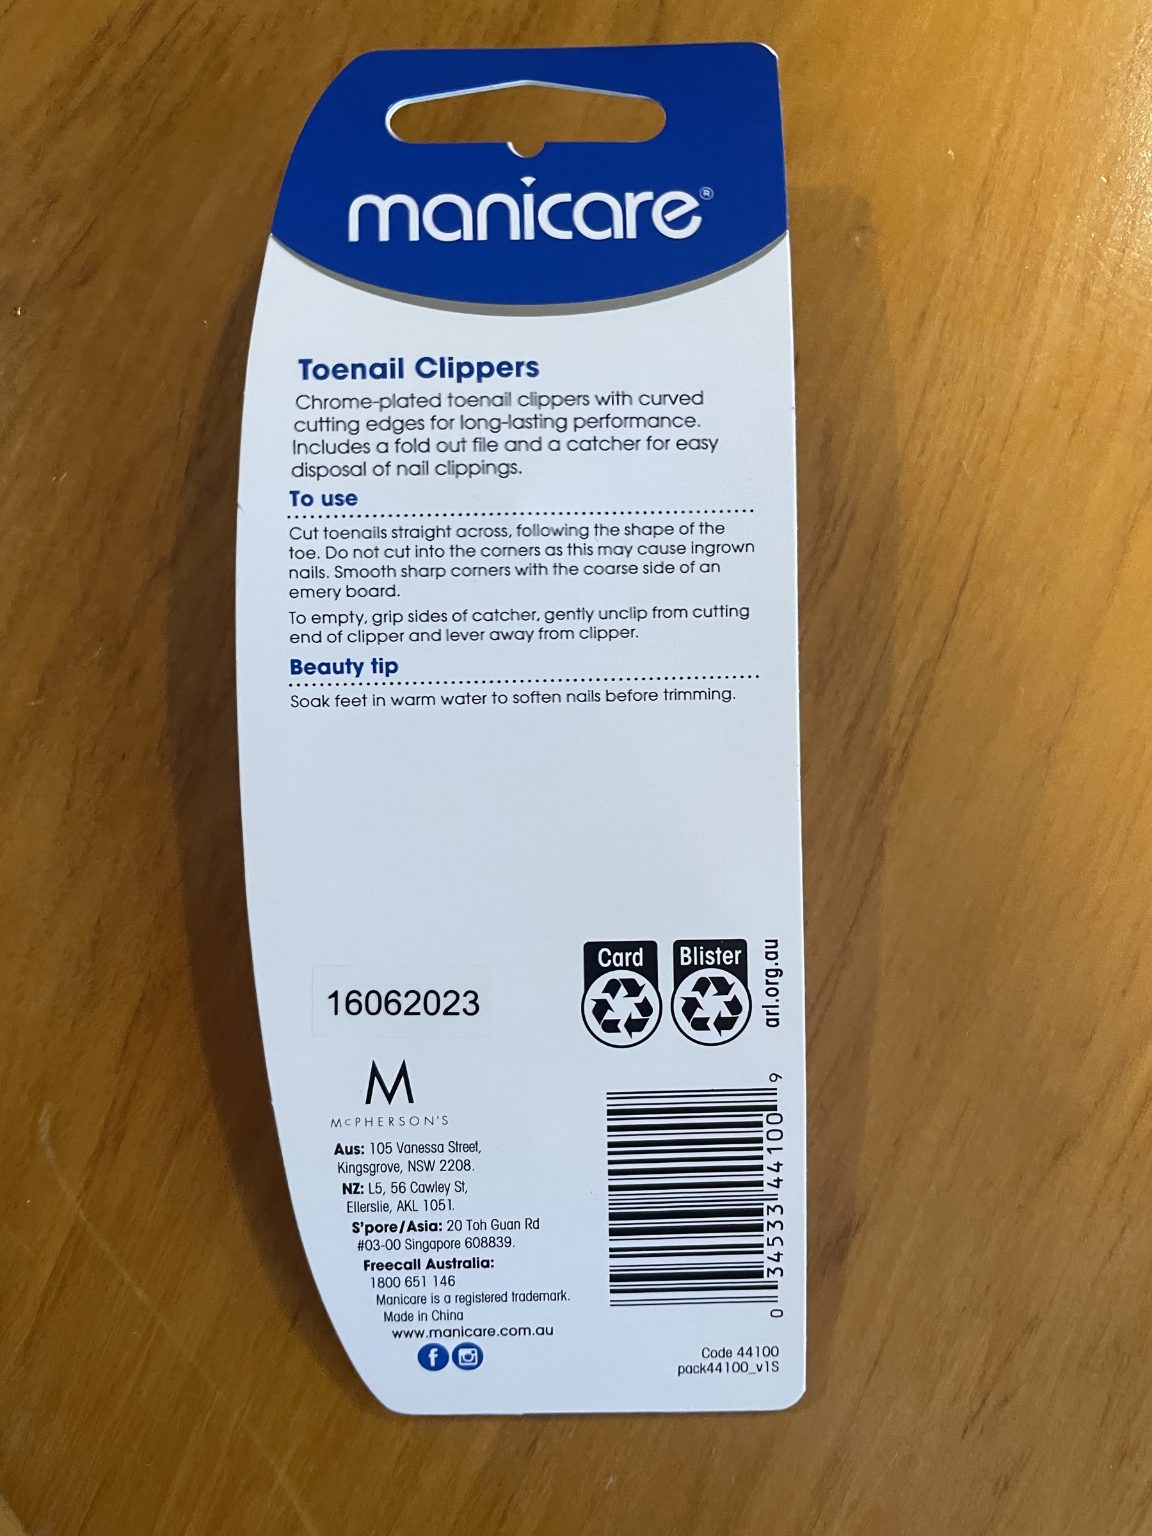 manicare®
Toenail Clippers
Chrome-plated toenail clippers with curved
cutting edges for long-lasting performance.
Includes a fold out file and a catcher for easy
disposal of nail clippings.
To use
Cut toenails straight across, following the shape of the
toe. Do not cut into the corners as this may cause ingrown
nails. Smooth sharp corners with the coarse side of an
emery board.
To empty, grip sides of catcher, gently unclip from cutting
end of clipper and lever away from clipper.
Beauty tip
Soak feet in warm water to soften nails before trimming.
Card
Blister
arl.org.au
16062023
M
McPHERSON'S
Aus: 105 Vanessa Street,
Kingsgrove, NSW 2208.
NZ: L5, 56 Cawley St,
Ellerslie, AKL 1051.
S'pore/Asia: 20 Toh Guan Rd
#03-00 Singapore 608839.
Freecall Australia:
1800 651 146
Manicare is a registered trademark.
Made in China
www.manicare.com.au
f
0 34533 44100 9
Code 44100
pack44100_v1S